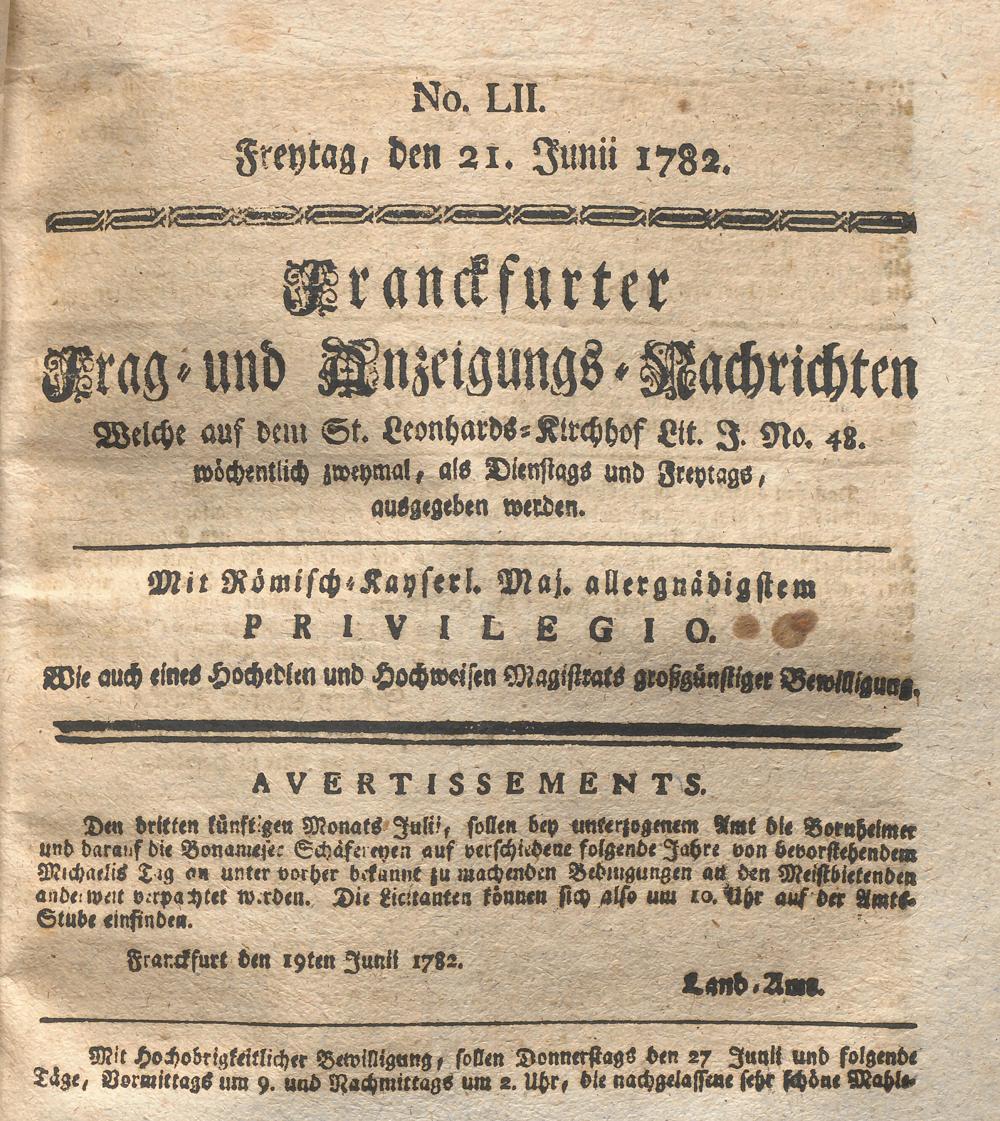 No. LII.
Freytag, den 21. Junii 1782.
Franckfurter
Frag-und Anzeigungs-Nachrichten
Welche auf dem St. Leonhards-Kirchhof Lit. J. No. 48.
wöchentlich zweymal, als Dienstags und Freytags,
ausgegeben werden.
Mit Römisch-Kayserl. Maj. allergnädigstem
PRIVILEGIO.
Wie auch eines Hochedlen und Hochweisen Magistrats großgünstiger Bewilligung.
AVERTISSEMENTS.
Den dritten künftigen Monats Julii, sollen bey unterzogenem Amt die Bornheimer
und darauf die Bonameser Schäfereyen auf verschiedene folgende Jahre von bevorstehendem
Michaelis Tag an unter vorher bekannt zu machenden Bedingungen an den Meistbietenden
anderweit verpachtet werden. Die Licitanten können sich also um 10. Uhr auf der Amts-
Stube einfinden.
Franckfurt den 19ten Junii 1782.
Land-Amt.
Mit Hochobrigkeitlicher Bewilligung, sollen Donnerstags den 27 Junii und folgende
Täge, Vormittags um 9. und Nachmittags um 2. Uhr, die nachgelassene sehr schöne Mahle-